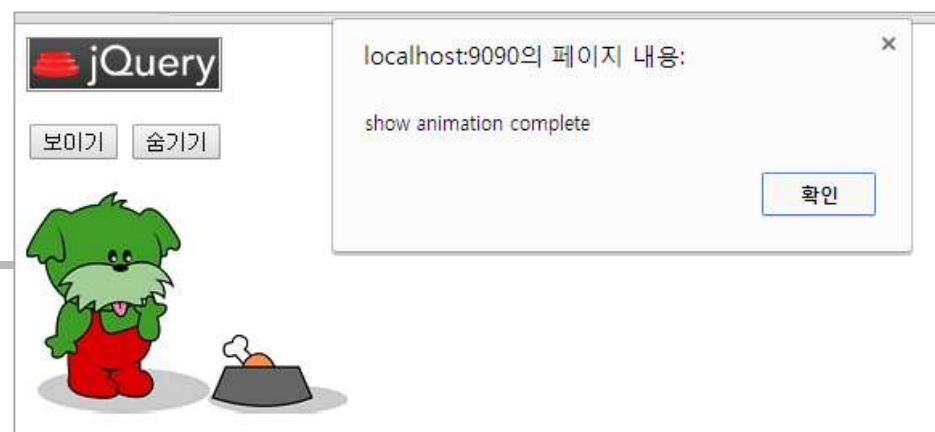 jQuery
보이기 숨기기
localhost:9090의 페이지 내용:
×
show animation complete
확인